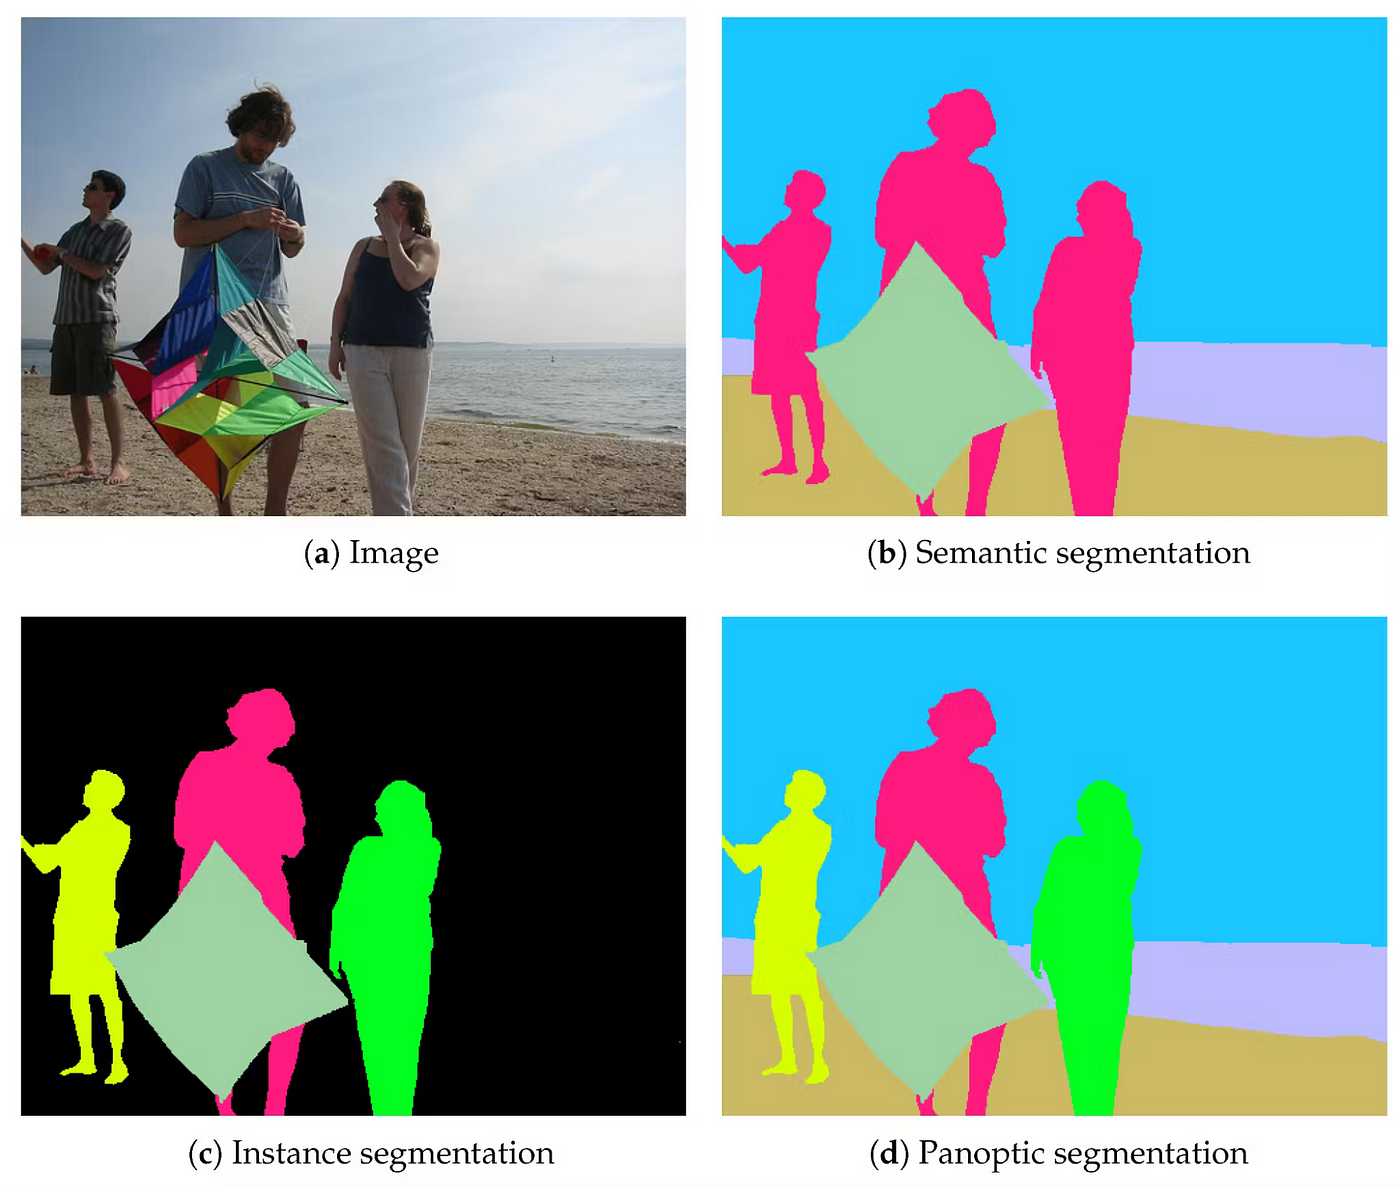 (a) Image
(b) Semantic segmentation
(c) Instance segmentation
(d) Panoptic segmentation